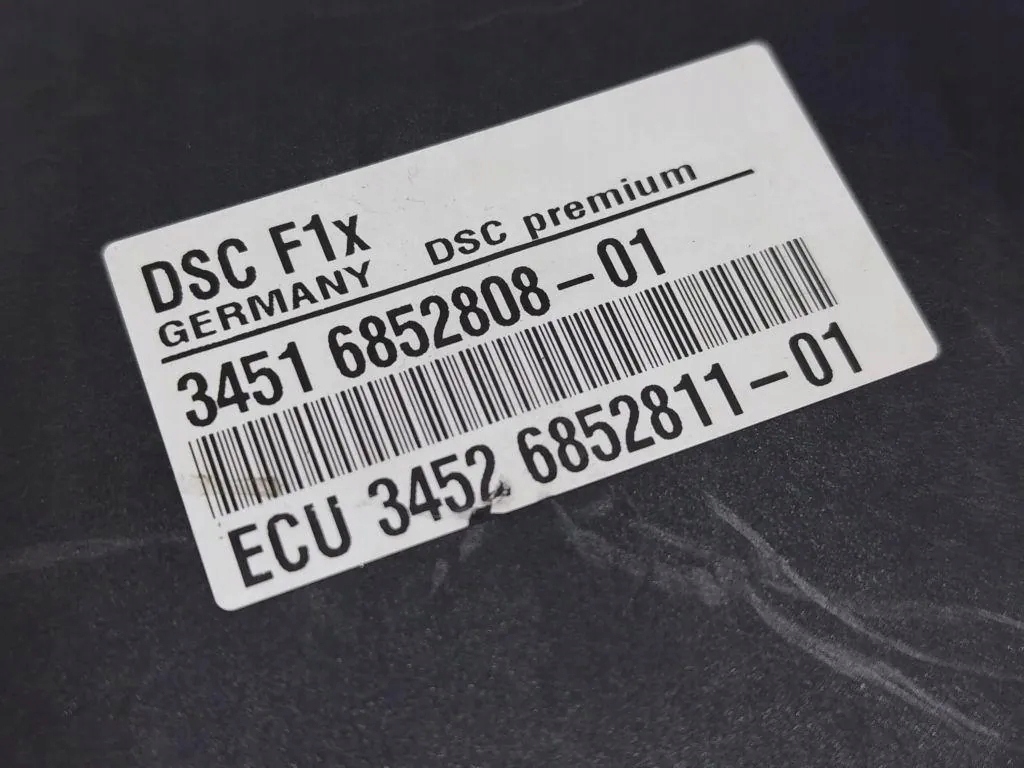 DSC F1x
GERMANY DSC premium
3451 6852808-01
ECU 3452 6852811-01